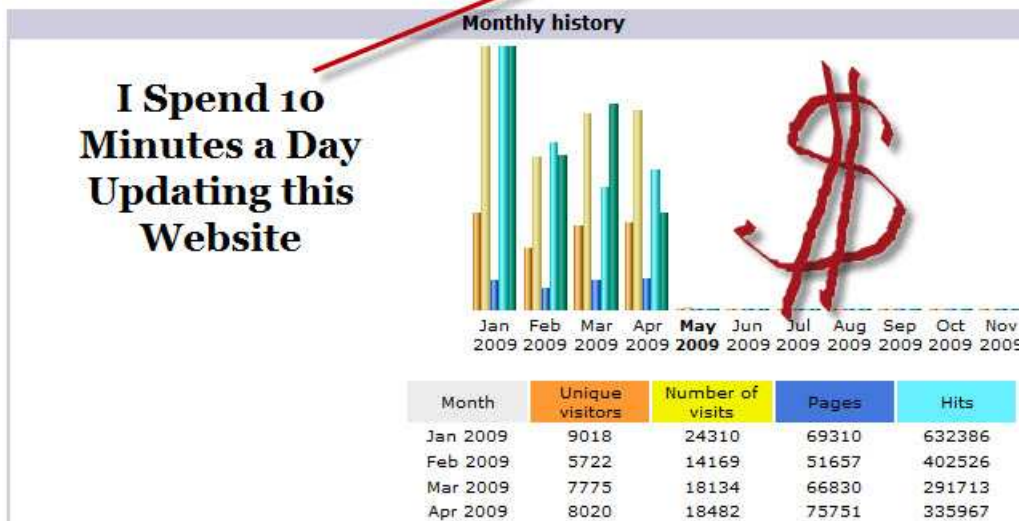 Monthly history
I Spend 10
Minutes a Day
Updating this
Website
Jan Feb Mar Apr May Jun Jul Aug Sep Oct Nov
2009 2009 2009 2009 2009 2009 2009 2009 2009 2009 2009
Month Unique visitors Number of visits Pages Hits
Jan 2009 9018 24310 69310 632386
Feb 2009 5722 14169 51657 402526
Mar 2009 7775 18134 66830 291713
Apr 2009 8020 18482 75751 335967